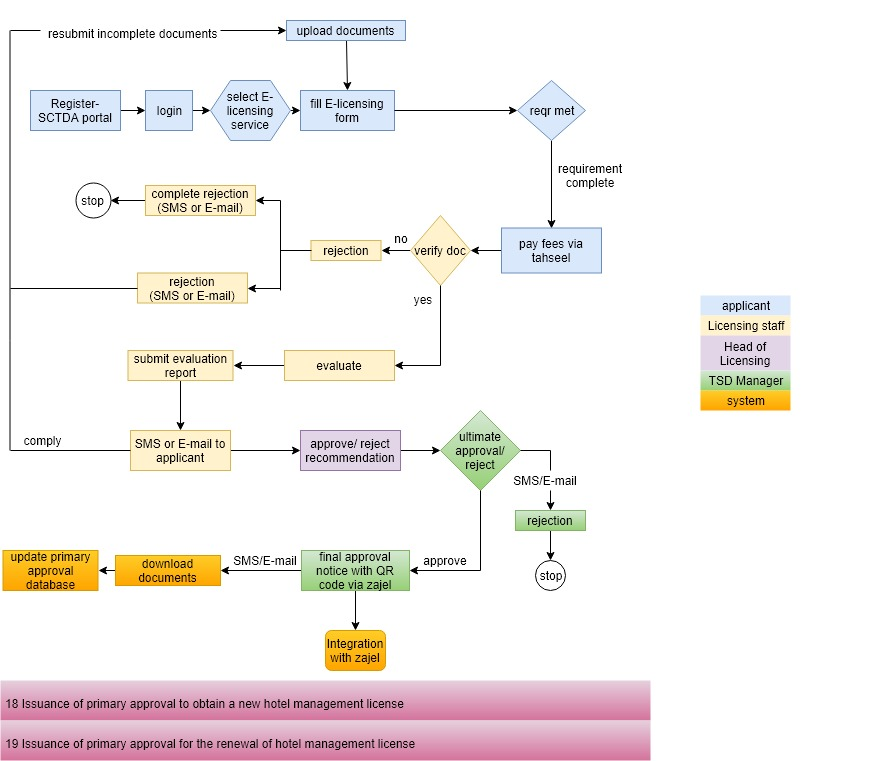 resubmit incomplete documents
upload documents
Register-
SCTDA portal
login
select E-
licensing
service
fill E-licensing
form
reqr met
requirement
complete
complete rejection
(SMS or E-mail)
stop
no
verify doc
pay fees via
tahseel
rejection
rejection
(SMS or E-mail)
yes
applicant
Licensing staff
Head of
Licensing
TSD Manager
system
submit evaluation
report
evaluate
comply
SMS or E-mail to
applicant
approve/ reject
recommendation
ultimate
approval/
reject
SMS/E-mail
rejection
stop
update primary
approval
database
download
documents
SMS/E-mail
final approval
notice with QR
code via zajel
approve
Integration
with zajel
18 Issuance of primary approval to obtain a new hotel management license
19 Issuance of primary approval for the renewal of hotel management license